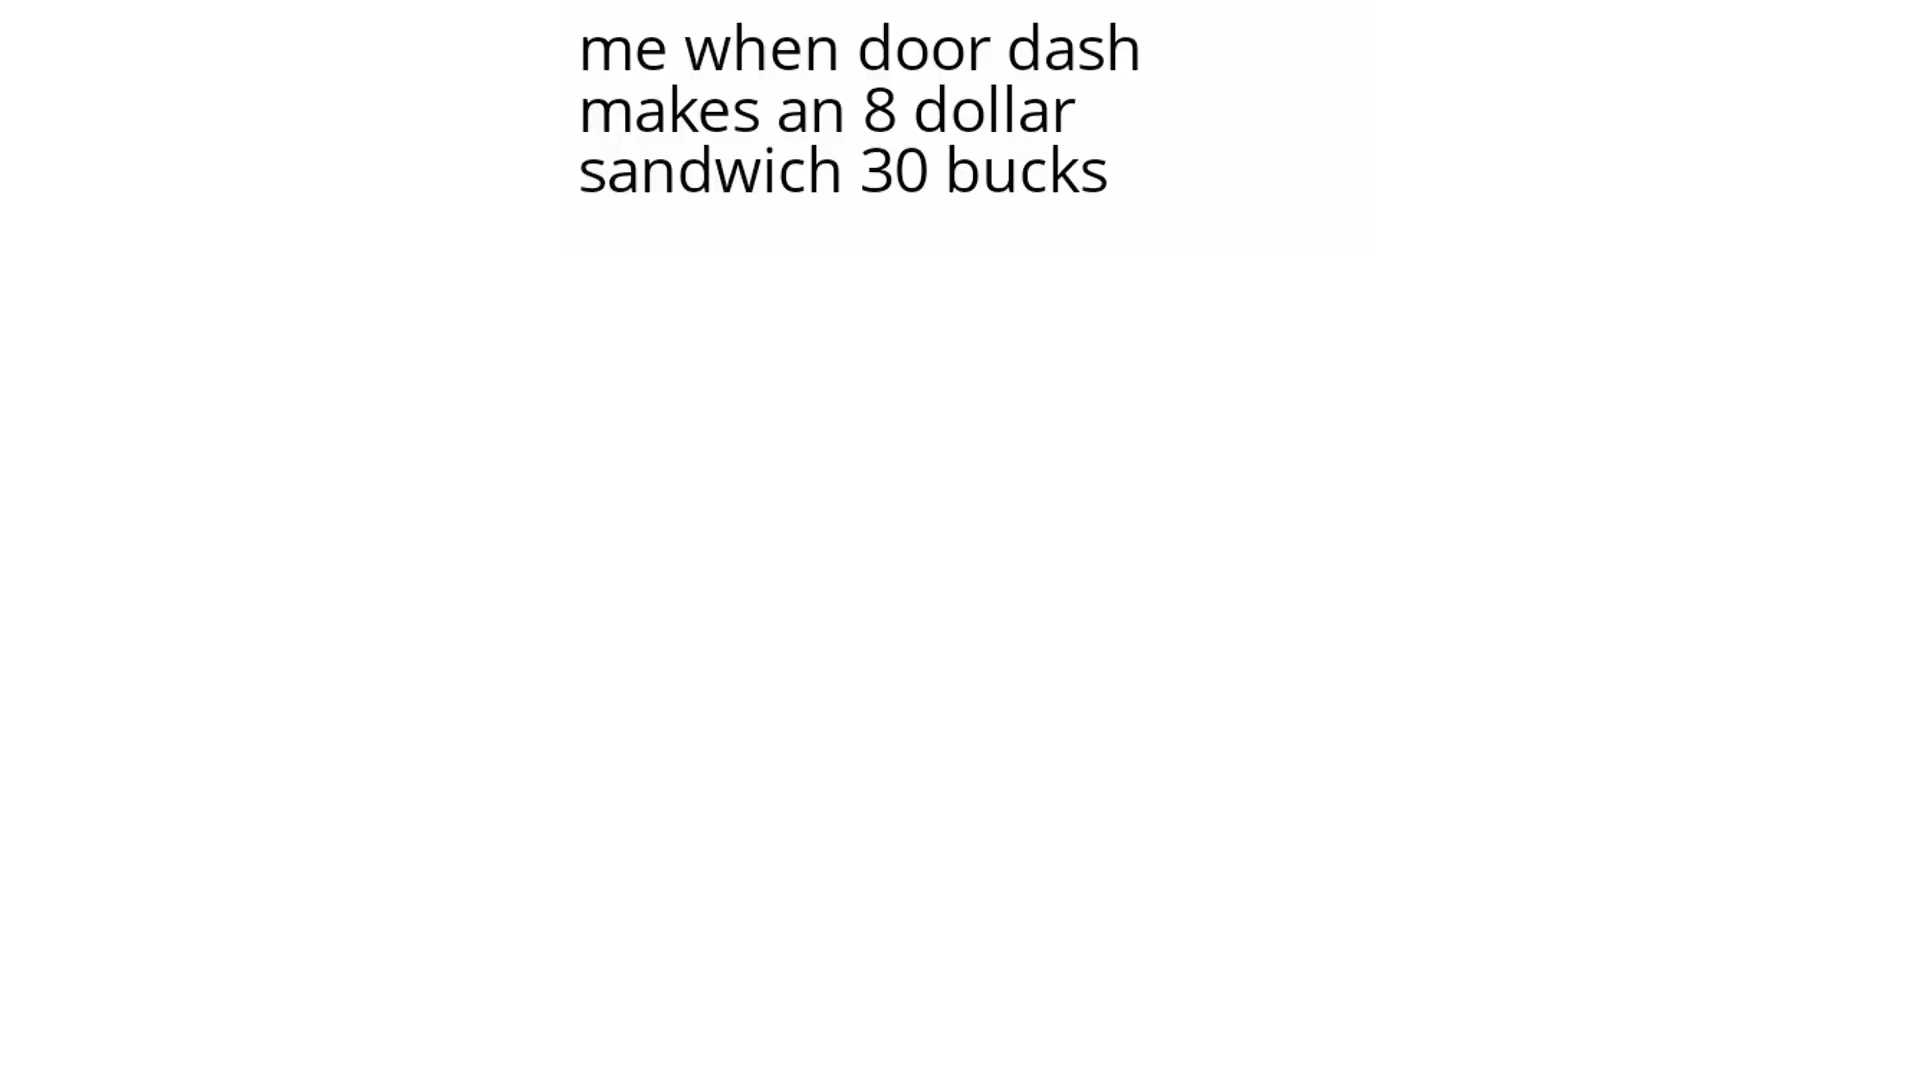 me when door dash
makes an 8 dollar
sandwich 30 bucks